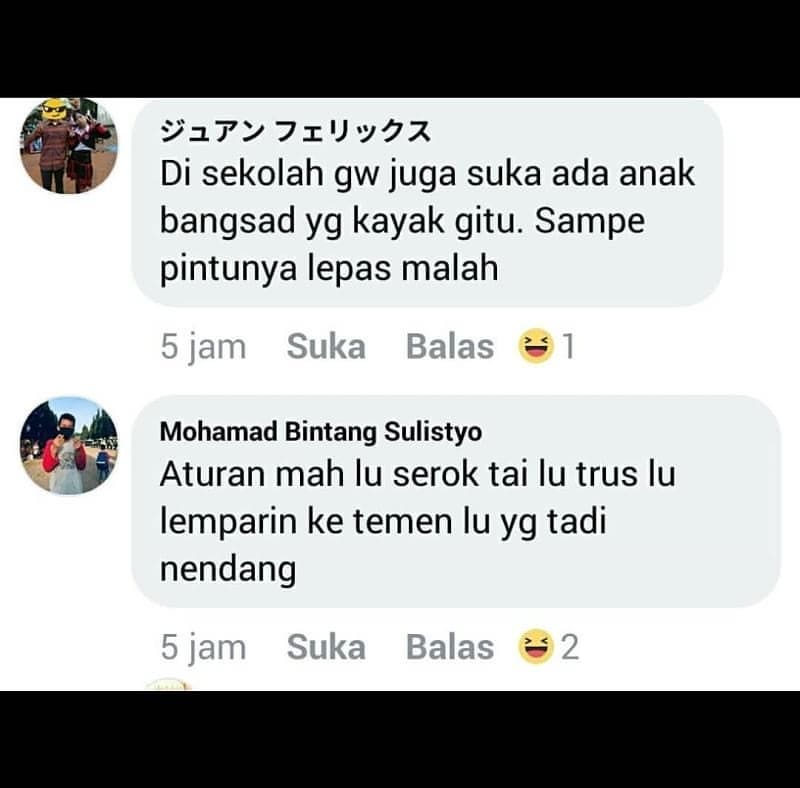 ジュアン フェリックス
Di sekolah gw juga suka ada anak
bangsad yg kayak gitu. Sampe
pintunya lepas malah
5 jam Suka Balas 1
Mohamad Bintang Sulistyo
Aturan mah lu serok tai lu trus lu
lemparin ke temen lu yg tadi
nendang
5 jam Suka Balas 2